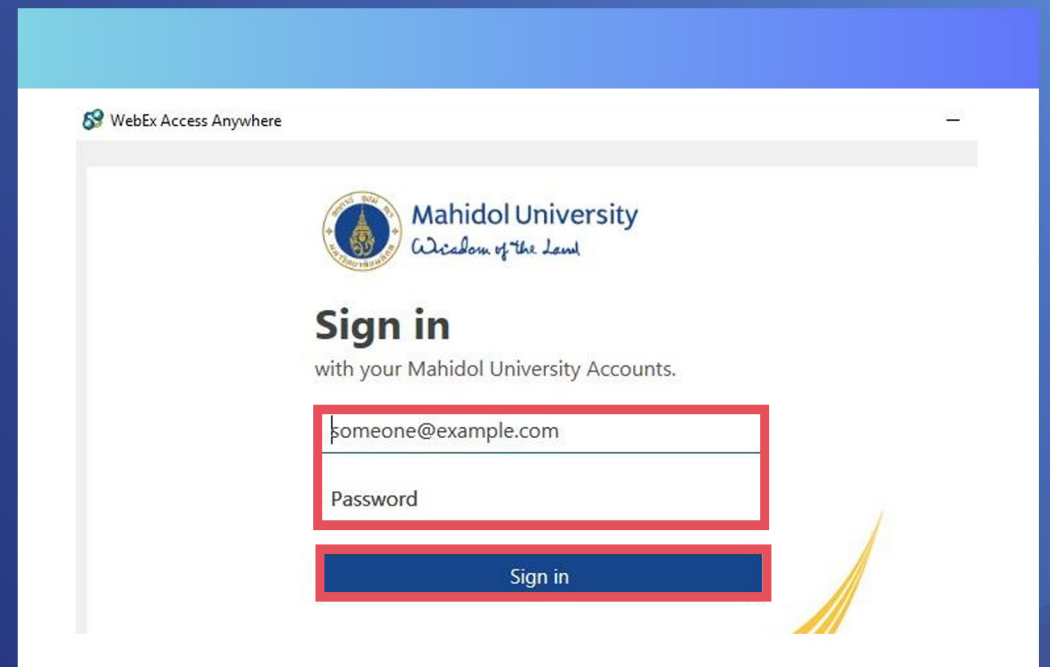 WebEx Access Anywhere
Mahidol University
Wisdom of the Land
Sign in
with your Mahidol University Accounts.
someone@example.com
Password
Sign in